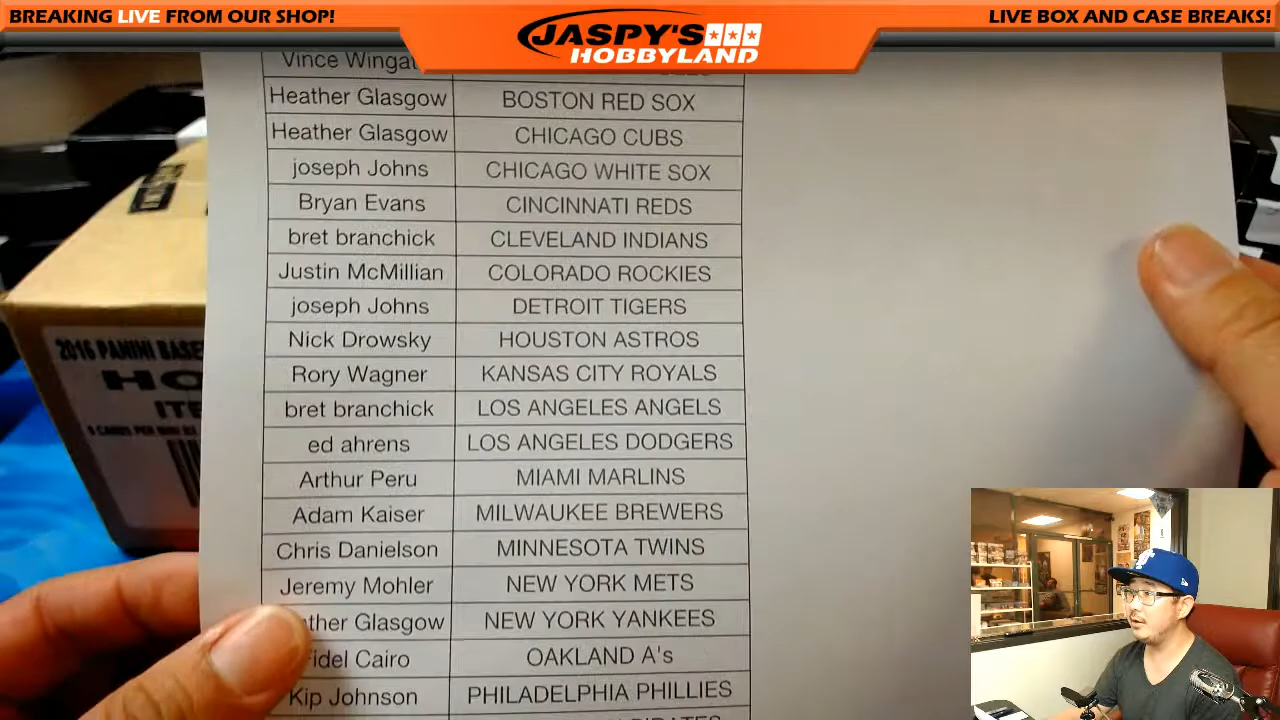 BREAKING LIVE FROM OUR SHOP!
JASPY'S
HOBBYLAND
LIVE BOX AND CASE BREAKS!
Vince
Heather Glasgow BOSTON RED SOX
Heather Glasgow CHICAGO CUBS
joseph Johns CHICAGO WHITE SOX
Bryan Evans CINCINNATI REDS
bret branchick CLEVELAND INDIANS
Justin McMillian COLORADO ROCKIES
joseph Johns DETROIT TIGERS
Nick Drowsky HOUSTON ASTROS
Rory Wagner KANSAS CITY ROYALS
bret branchick LOS ANGELES ANGELS
ed ahrens LOS ANGELES DODGERS
Arthur Peru MIAMI MARLINS
Adam Kaiser MILWAUKEE BREWERS
Chris Danielson MINNESOTA TWINS
Jeremy Mohler NEW YORK METS
Glasgow NEW YORK YANKEES
Fidel Cairo OAKLAND A's
Kip Johnson PHILADELPHIA PHILLIES
2016 PANINI